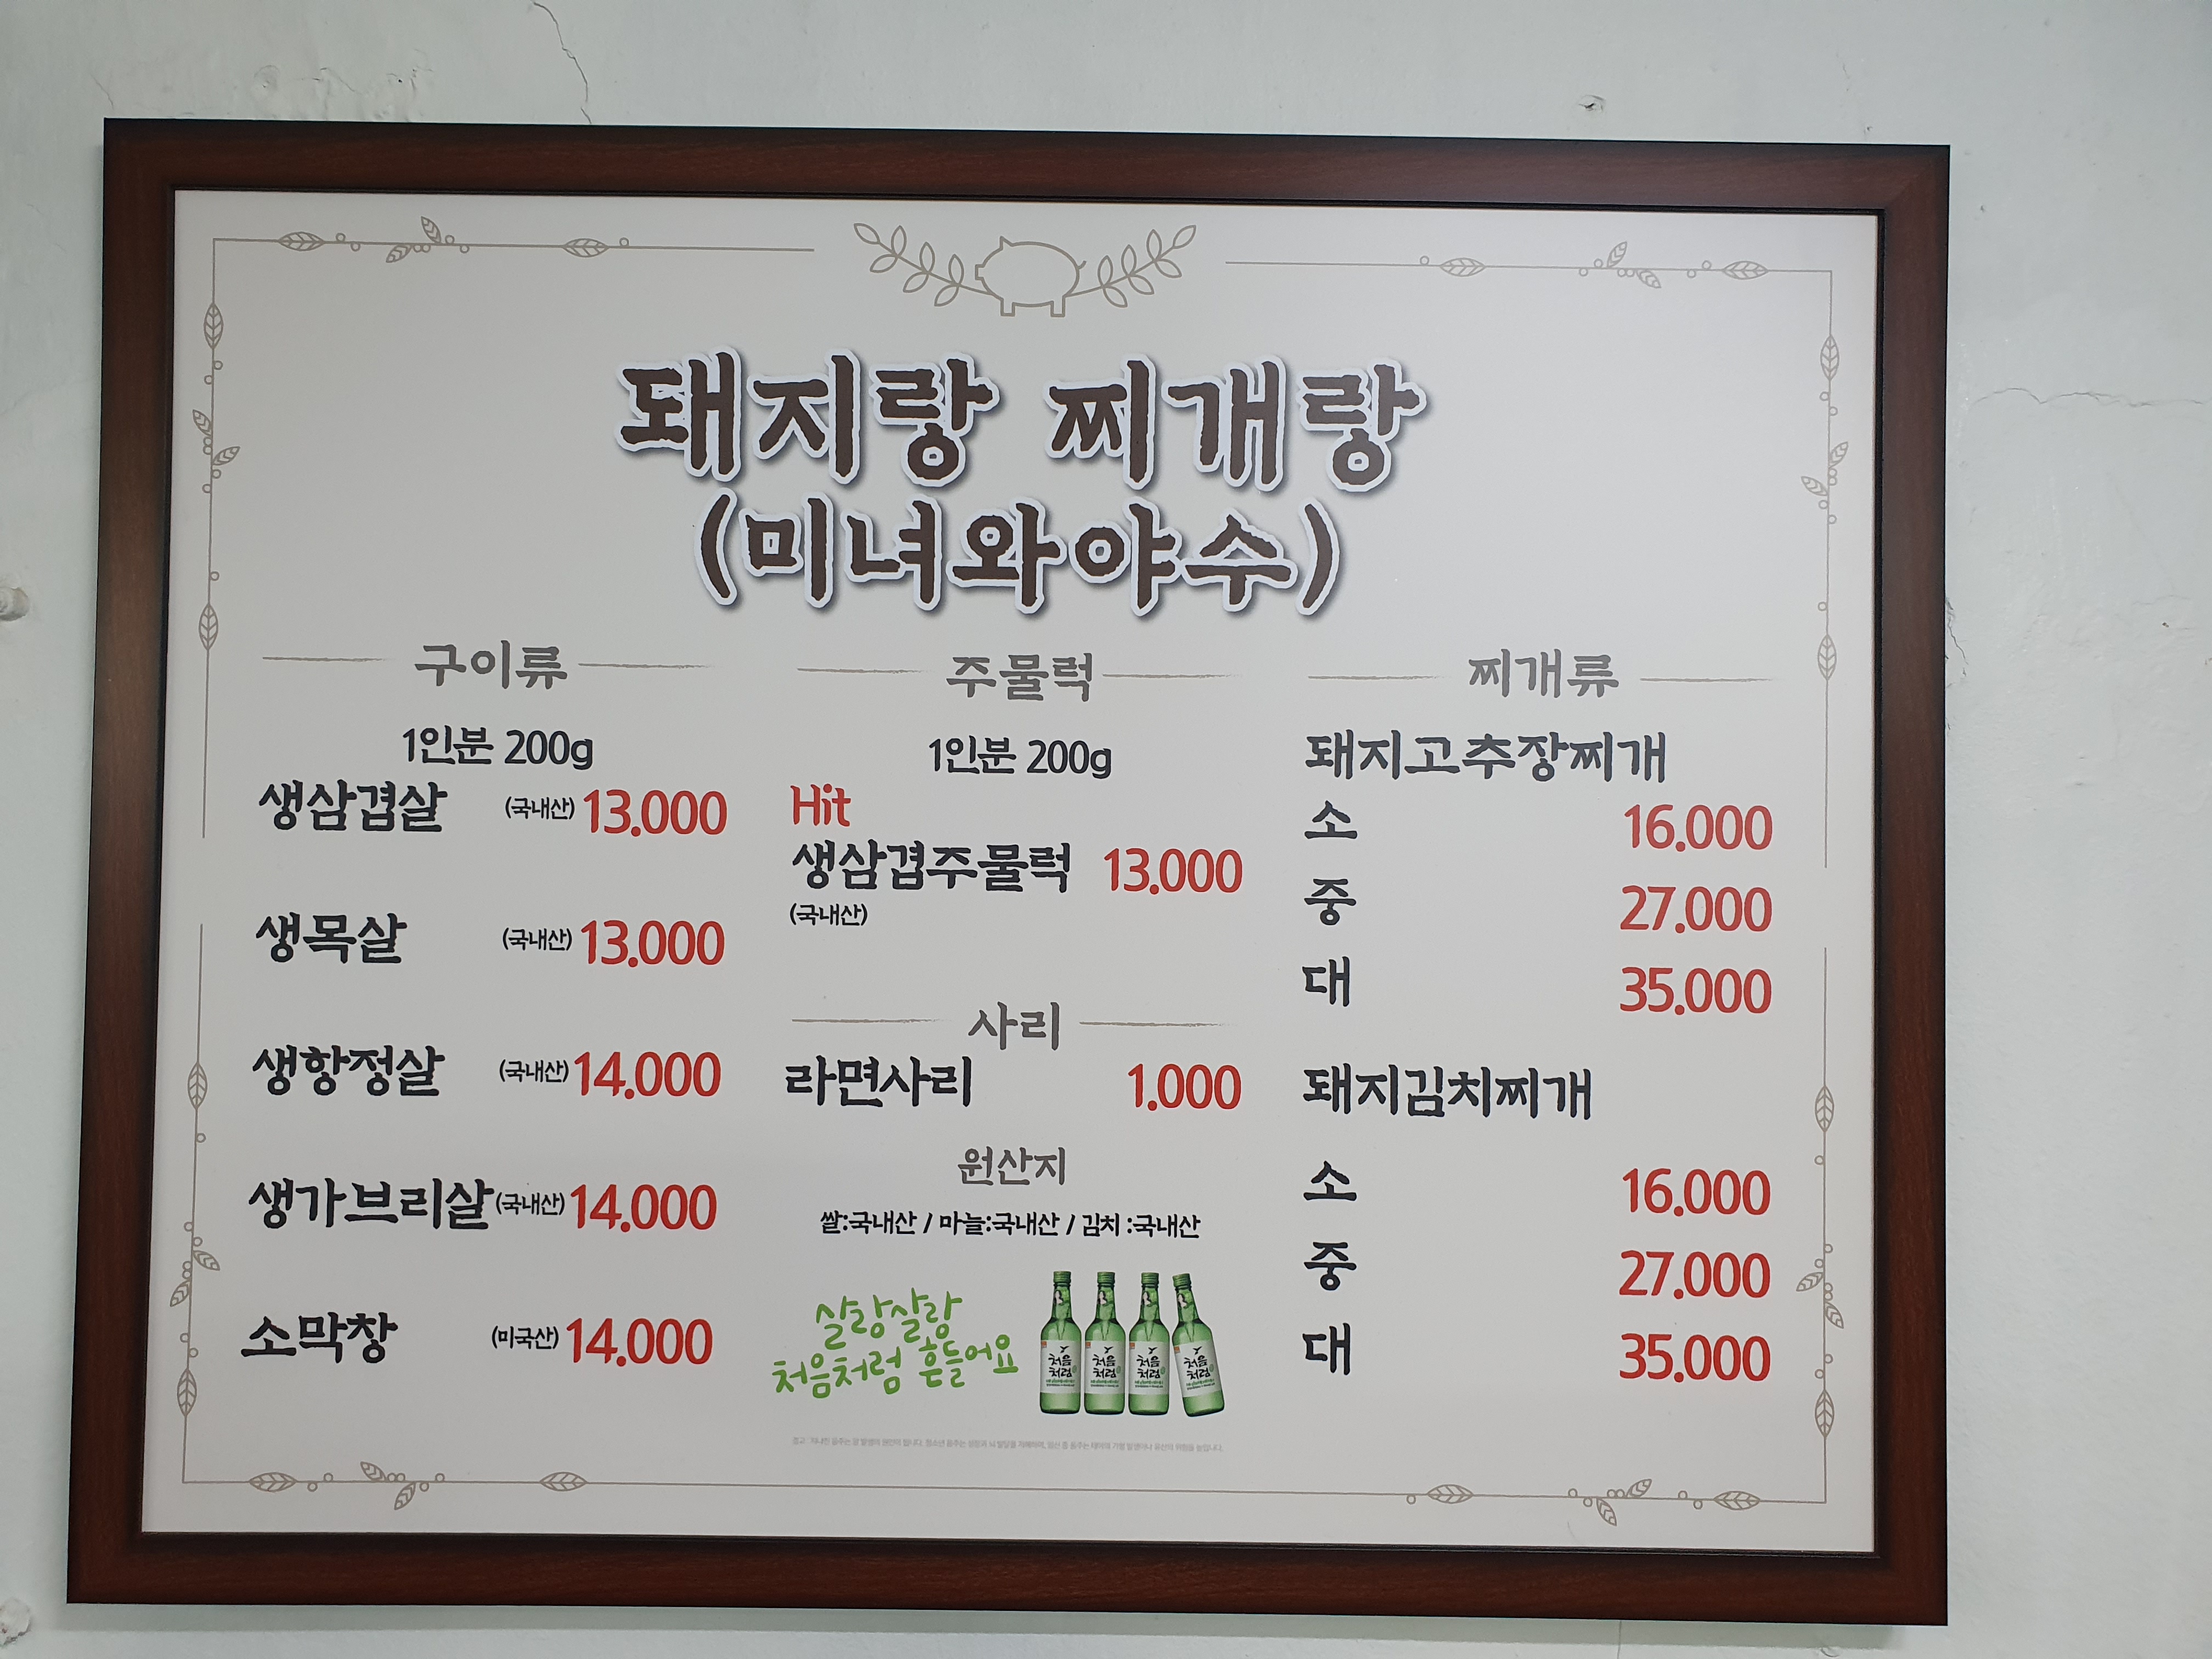 돼지랑 찌개랑
(미녀와야수)
구이류
1인분 200g
생삼겹살 (국내산) 13.000
생목살 (국내산) 13.000
생항정살 (국내산) 14.000
생가브리살 (국내산) 14.000
소막창 (미국산) 14.000
주물럭
1인분 200g
Hit
생삼겹주물럭 13.000
(국내산)
사리
라면사리 1.000
원산지
쌀:국내산 / 마늘:국내산 / 김치 :국내산
살랑살랑
처음처럼 흔들어요
처음
처럼
처음
처럼
처음
처럼
처음
처럼
찌개류
돼지고추장찌개
소 16.000
중 27.000
대 35.000
돼지김치찌개
소 16.000
중 27.000
대 35.000